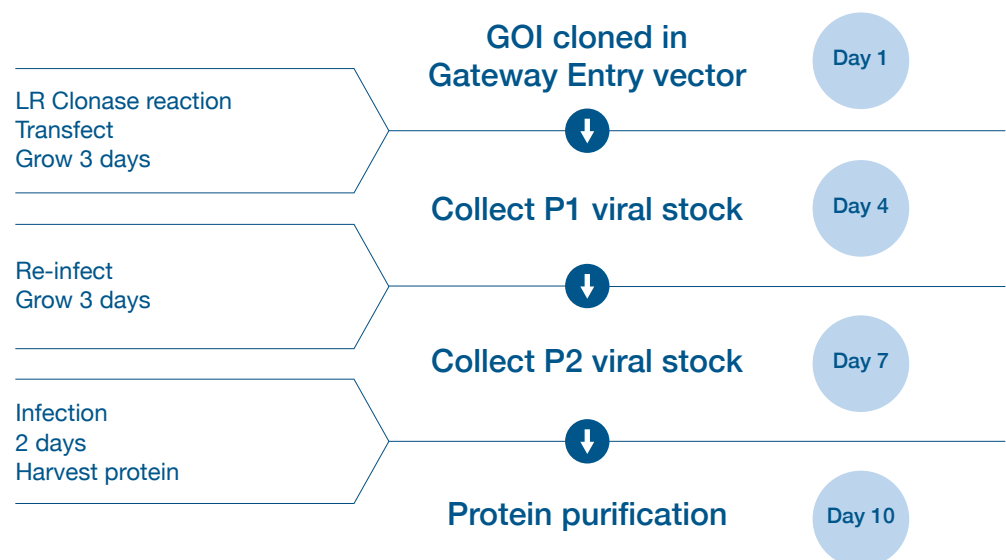 GOI cloned in
Gateway Entry vector
Day 1
LR Clonase reaction
Transfect
Grow 3 days
Collect P1 viral stock
Day 4
Re-infect
Grow 3 days
Collect P2 viral stock
Day 7
Infection
2 days
Harvest protein
Protein purification
Day 10